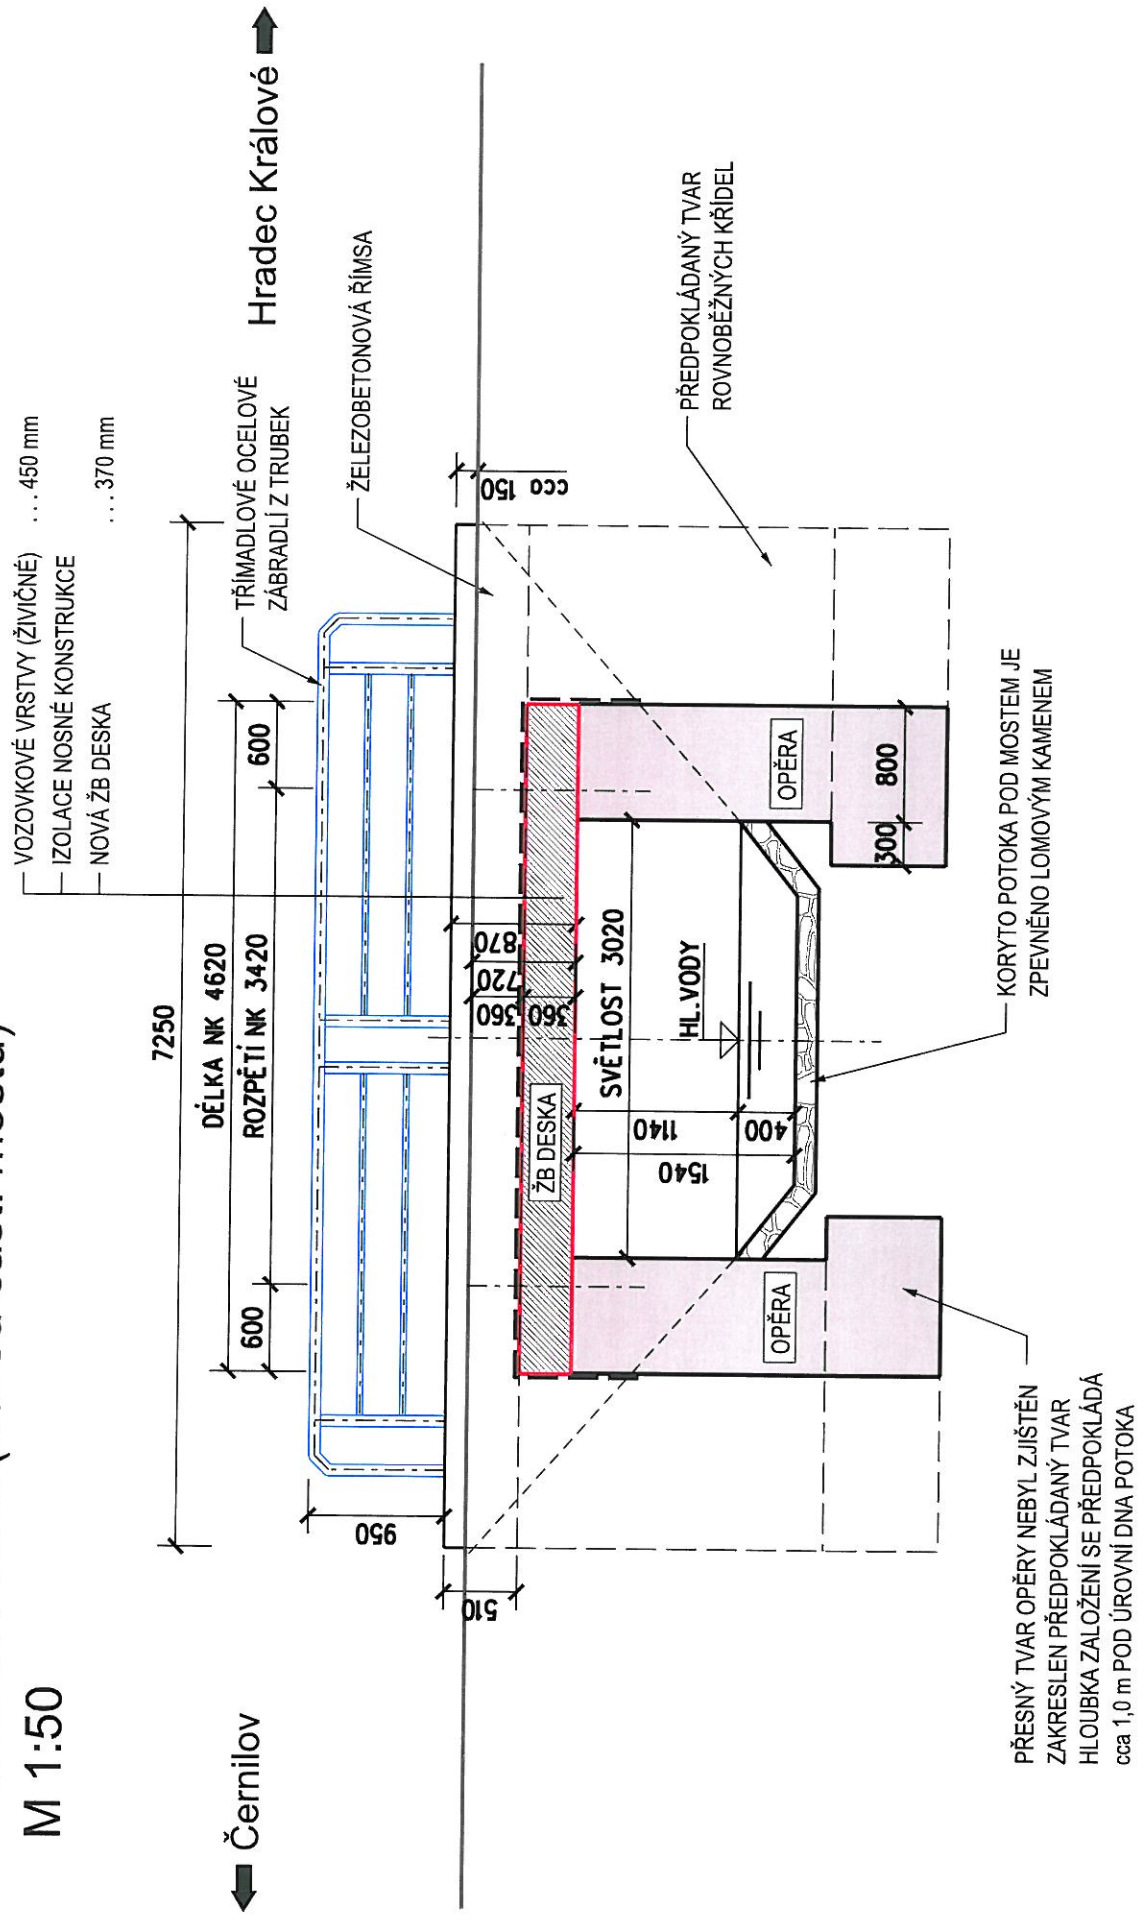 M 1:50
VOZOVKOVÉ VRSTVY (ŽIVIČNÉ) ...450 mm
IZOLACE NOSNÉ KONSTRUKCE
NOVÁ ŽB DESKA ...370 mm
Černilov
Hradec Králové
7250
DÉLKA NK 4620
ROZPĚTÍ NK 3420
600
600
TŘÍMADLOVÉ OCELOVÉ
ZÁBRADLÍ Z TRUBEK
ŽELEZOBETONOVÁ ŘÍMSA
950
510
cca 150
870
720
360
360
ŽB DESKA
SVĚTLOST 3020
HL.VODY
1140
400
1540
OPĚRA
OPĚRA
300
800
PŘEDPOKLÁDANÝ TVAR
ROVNOBĚŽNÝCH KŘÍDEL
KORYTO POTOKA POD MOSTEM JE
ZPEVNĚNO LOMOVÝM KAMENEM
PŘESNÝ TVAR OPĚRY NEBYL ZJIŠTĚN
ZAKRESLEN PŘEDPOKLÁDANÝ TVAR
HLOUBKA ZALOŽENÍ SE PŘEDPOKLÁDÁ
cca 1,0 m POD ÚROVNÍ DNA POTOKA